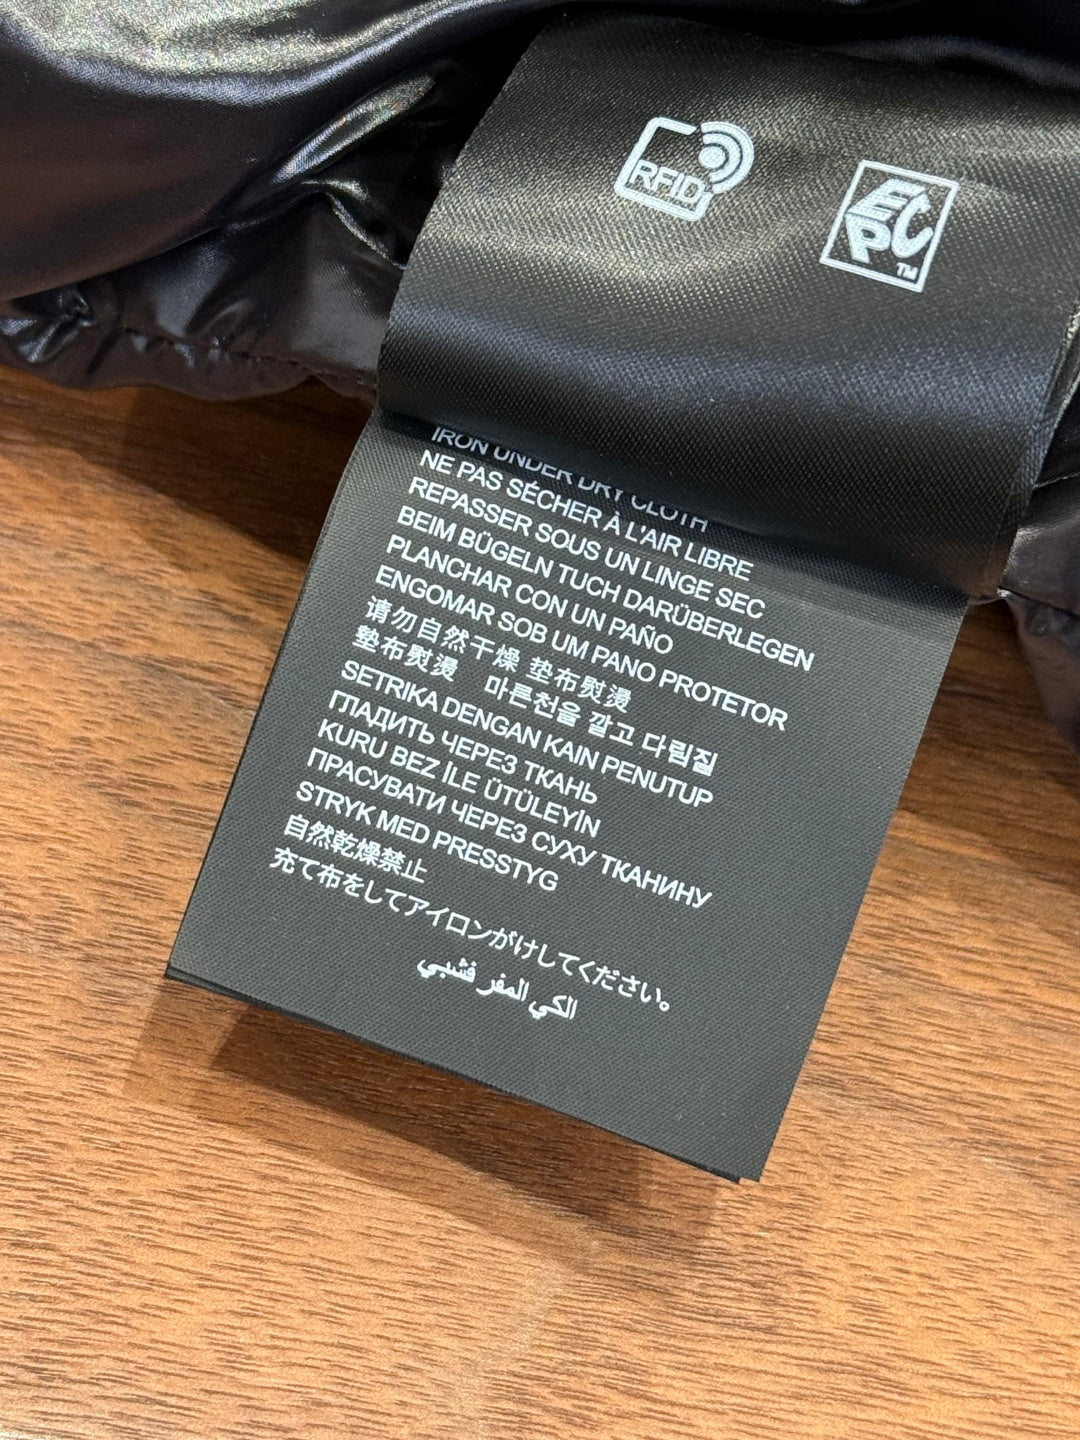 RFID
EPC
TM
IRON UNDER DRY CLOTH
NE PAS SÉCHER À L'AIR LIBRE
REPASSER SOUS UN LINGE SEC
BEIM BÜGELN TUCH DARÜBERLEGEN
PLANCHAR CON UN PAÑO
ENGOMAR SOB UM PANO PROTETOR
请勿自然干燥 垫布熨烫
墊布熨燙 마른천을 깔고 다림질
SETRIKA DENGAN KAIN PENUTUP
ГЛАДИТЬ ЧЕРЕЗ ТКАНЬ
KURU BEZ İLE ÜTÜLEYİN
ПРАСУВАТИ ЧЕРЕЗ СУХУ ТКАНИНУ
STRYK MED PRESSTYG
自然乾燥禁止
充て布をしてアイロンがけしてください。
الكي المفر فشبي